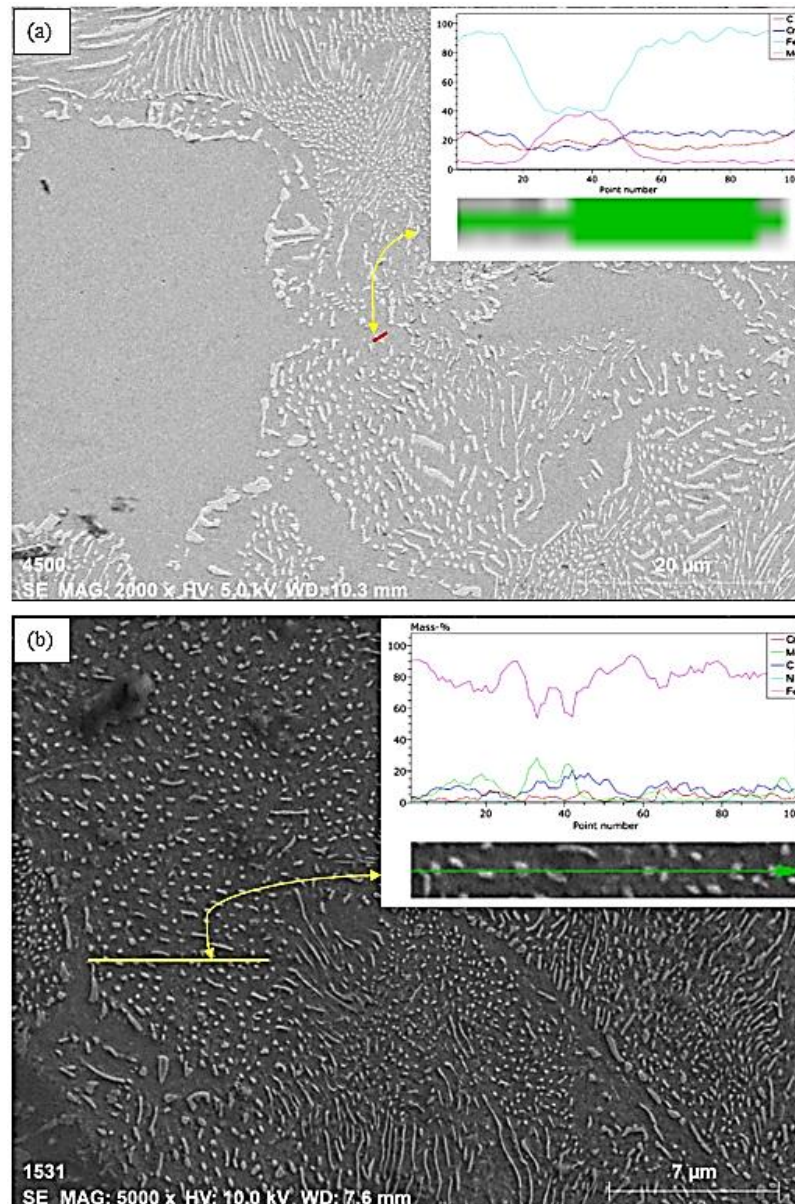 (a)
100
80
60
40
20
0
C
Fe
20 40 60 80
Point number
4500
SE MAG: 2000 x HV: 5.0 kV WD: 10.3 mm
20 µm
(b)
Mass-%
100
80
60
40
20
0
C
N
Fe
20 40 60 80
Point number
1531
SE MAG: 5000 x HV: 10.0 kV WD: 7.6 mm
7 µm